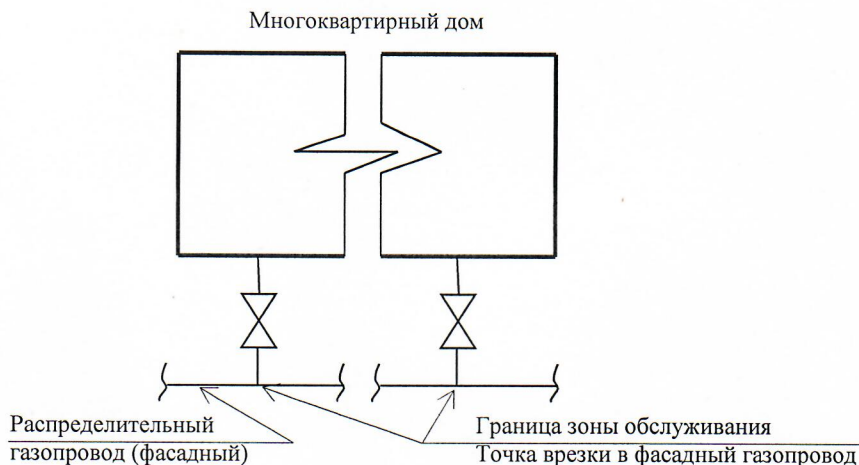 Многоквартирный дом
Распределительный
газопровод (фасадный)
Граница зоны обслуживания
Точка врезки в фасадный газопровод